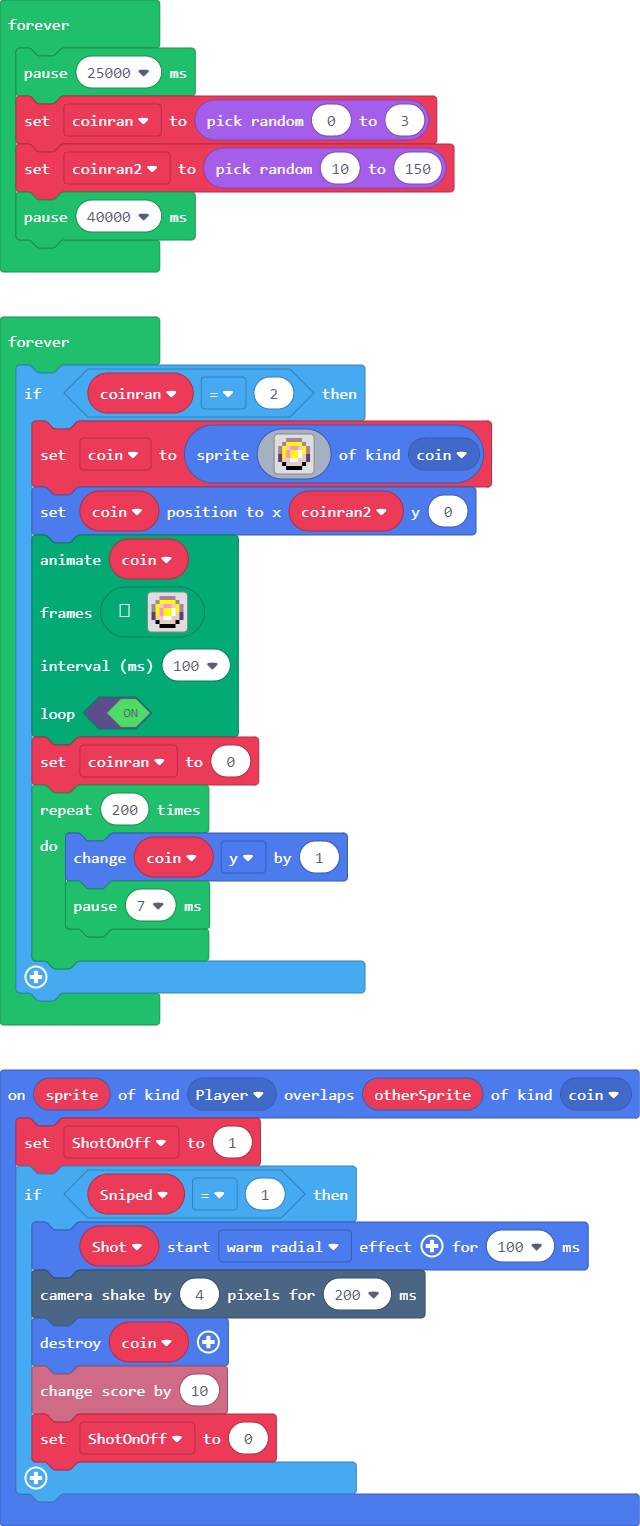 forever
pause 25000 ms
set coinran to pick random 0 to 3
set coinran2 to pick random 10 to 150
pause 40000 ms
forever
if coinran = 2 then
set coin to sprite of kind coin
set coin position to x coinran2 y 0
animate coin
frames
interval (ms) 100
loop ON
set coinran to 0
repeat 200 times
do
change coin y by 1
pause 7 ms
on sprite of kind Player overlaps otherSprite of kind coin
set ShotOnOff to 1
if Sniped = 1 then
Shot start warm radial effect for 100 ms
camera shake by 4 pixels for 200 ms
destroy coin
change score by 10
set ShotOnOff to 0